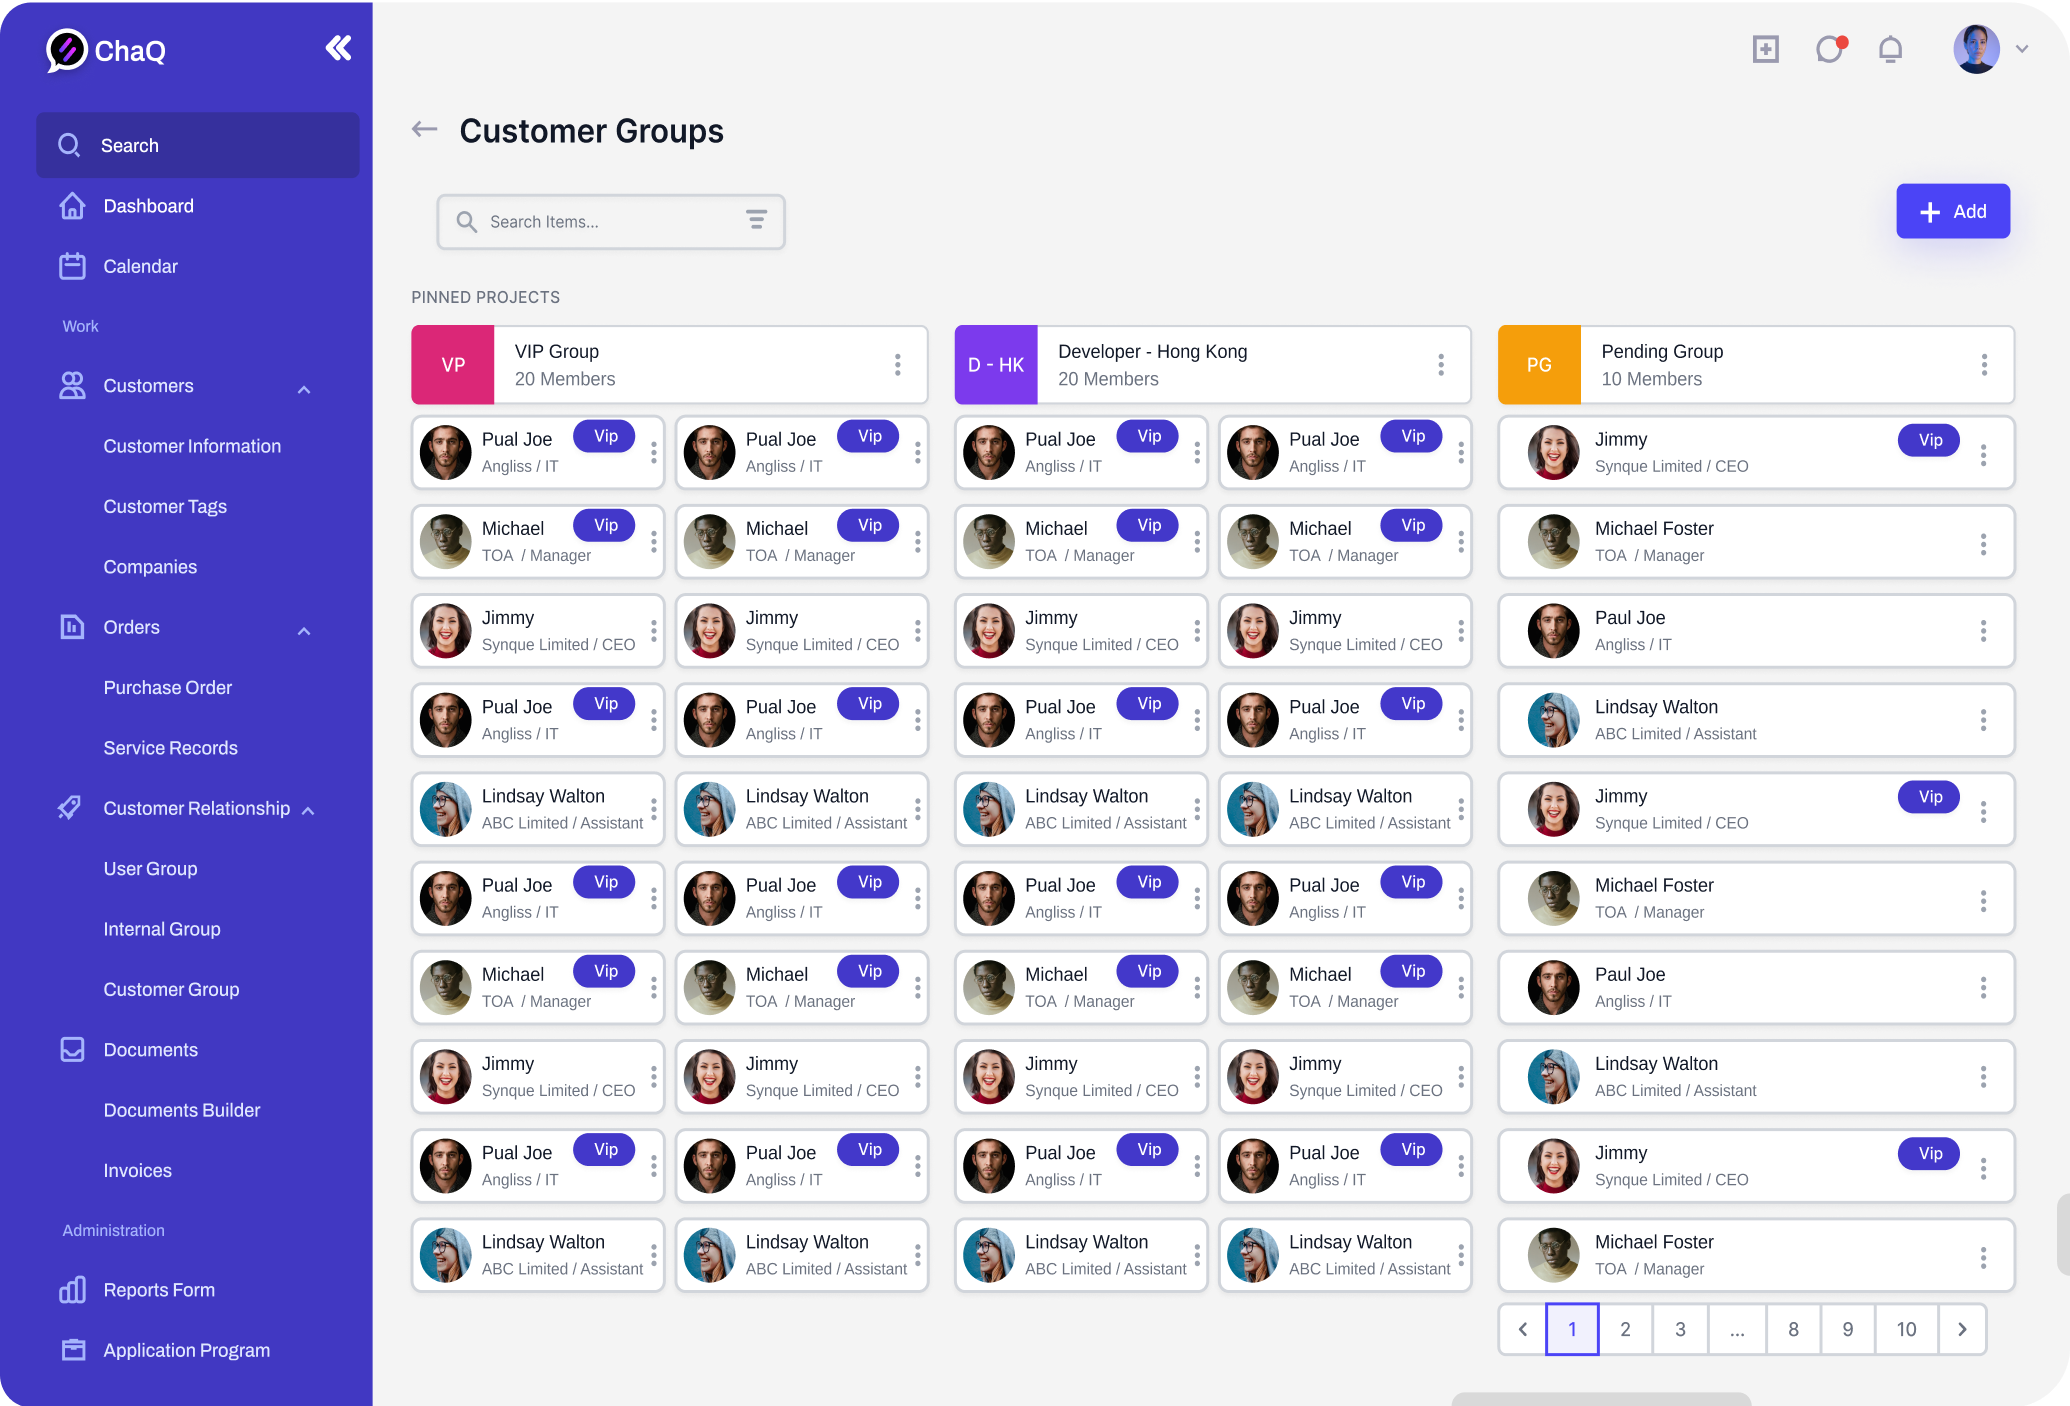 ChaQ
Search
Dashboard
Calendar
Work
Customers
Customer Information
Customer Tags
Companies
Orders
Purchase Order
Service Records
Customer Relationship
User Group
Internal Group
Customer Group
Documents
Documents Builder
Invoices
Administration
Reports Form
Application Program
Customer Groups
Search Items...
Add
PINNED PROJECTS
VP
VIP Group
20 Members
Pual Joe
Vip
Angliss / IT
Pual Joe
Vip
Angliss / IT
Michael
Vip
TOA / Manager
Michael
Vip
TOA / Manager
Jimmy
Synque Limited / CEO
Jimmy
Synque Limited / CEO
Pual Joe
Vip
Angliss / IT
Pual Joe
Vip
Angliss / IT
Lindsay Walton
ABC Limited / Assistant
Lindsay Walton
ABC Limited / Assistant
Pual Joe
Vip
Angliss / IT
Pual Joe
Vip
Angliss / IT
Michael
Vip
TOA / Manager
Michael
Vip
TOA / Manager
Jimmy
Synque Limited / CEO
Jimmy
Synque Limited / CEO
Pual Joe
Vip
Angliss / IT
Pual Joe
Vip
Angliss / IT
Lindsay Walton
ABC Limited / Assistant
Lindsay Walton
ABC Limited / Assistant
D - HK
Developer - Hong Kong
20 Members
Pual Joe
Vip
Angliss / IT
Pual Joe
Vip
Angliss / IT
Michael
Vip
TOA / Manager
Michael
Vip
TOA / Manager
Jimmy
Synque Limited / CEO
Jimmy
Synque Limited / CEO
Pual Joe
Vip
Angliss / IT
Pual Joe
Vip
Angliss / IT
Lindsay Walton
ABC Limited / Assistant
Lindsay Walton
ABC Limited / Assistant
Pual Joe
Vip
Angliss / IT
Pual Joe
Vip
Angliss / IT
Michael
Vip
TOA / Manager
Michael
Vip
TOA / Manager
Jimmy
Synque Limited / CEO
Jimmy
Synque Limited / CEO
Pual Joe
Vip
Angliss / IT
Pual Joe
Vip
Angliss / IT
Lindsay Walton
ABC Limited / Assistant
Lindsay Walton
ABC Limited / Assistant
PG
Pending Group
10 Members
Jimmy
Vip
Synque Limited / CEO
Michael Foster
TOA / Manager
Paul Joe
Angliss / IT
Lindsay Walton
ABC Limited / Assistant
Jimmy
Vip
Synque Limited / CEO
Michael Foster
TOA / Manager
Paul Joe
Angliss / IT
Lindsay Walton
ABC Limited / Assistant
Jimmy
Vip
Synque Limited / CEO
Michael Foster
TOA / Manager
1 2 3 ... 8 9 10